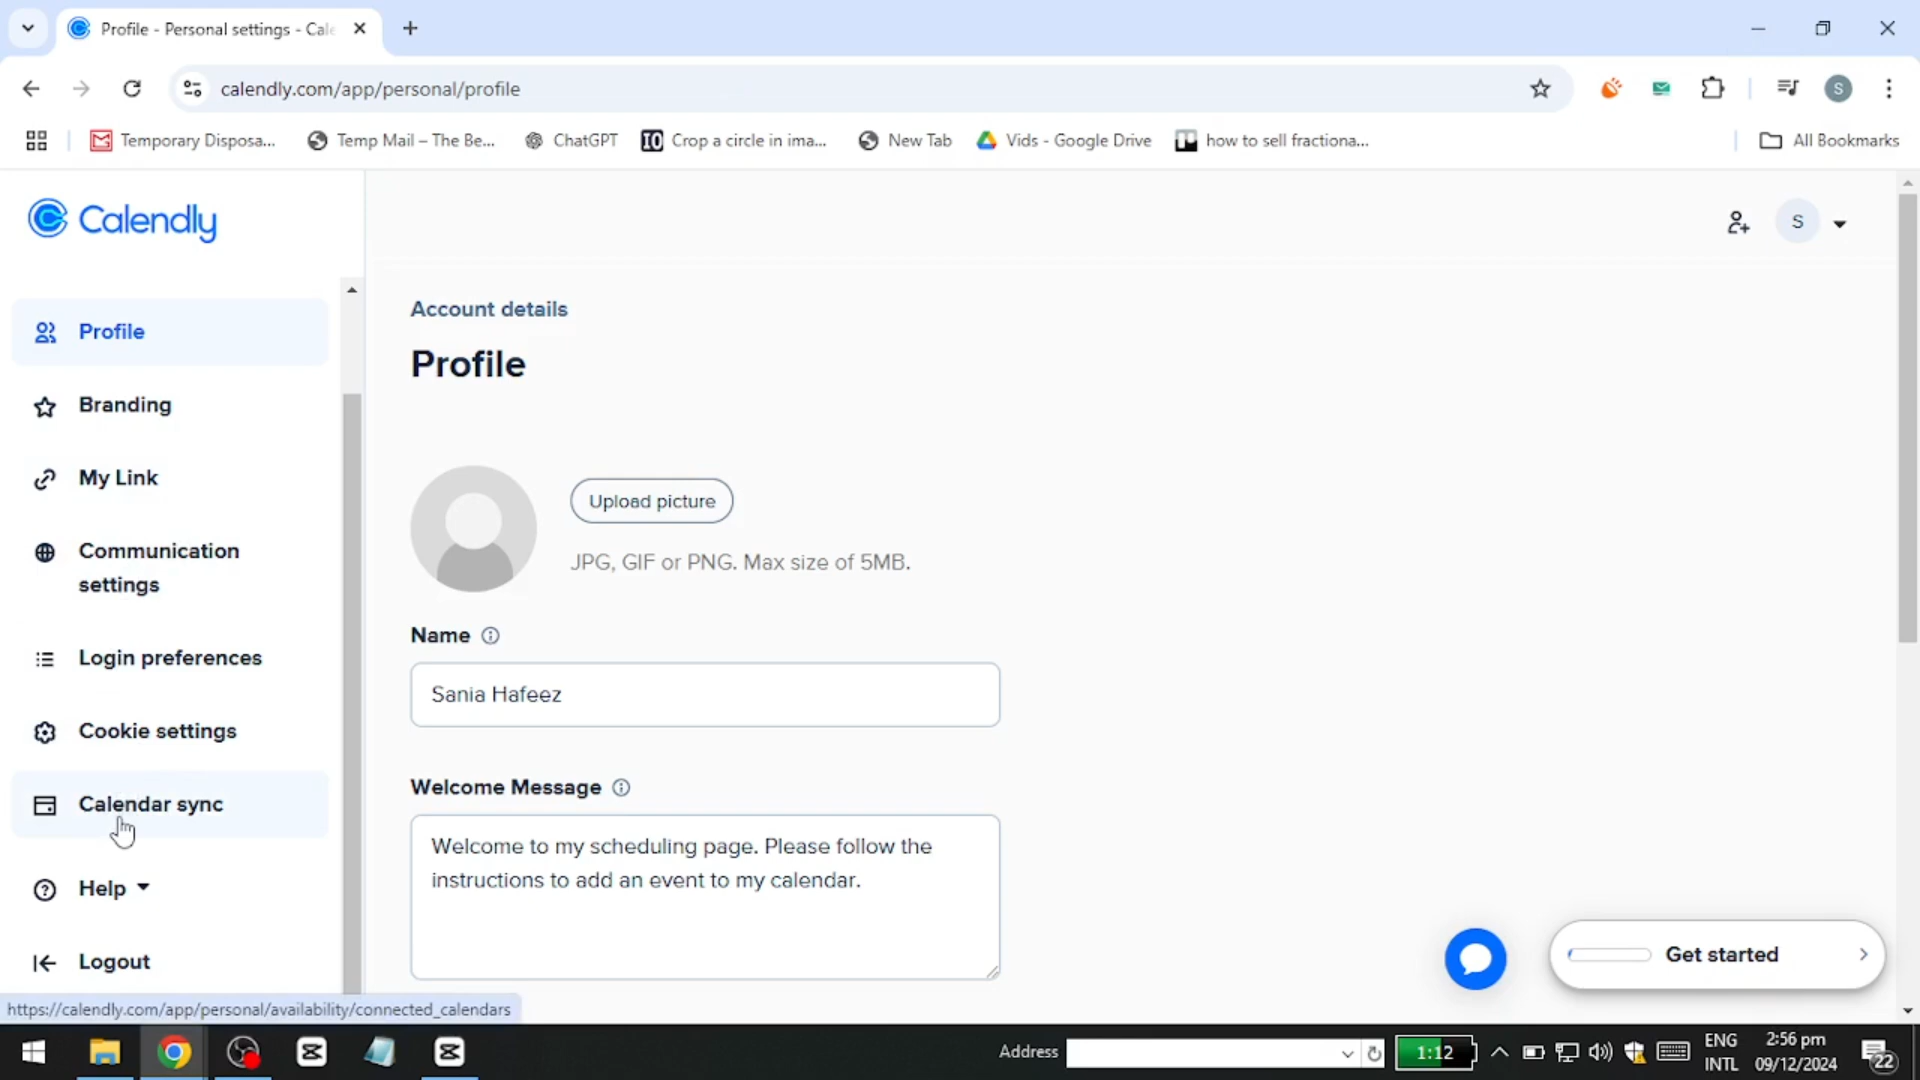 Profile - Personal settings - Cale
calendly.com/app/personal/profile
S
Temporary Disposa...
Temp Mail – The Be...
ChatGPT
Crop a circle in ima...
New Tab
Vids - Google Drive
how to sell fractiona...
All Bookmarks
Calendly
S
Profile
Branding
My Link
Communication
settings
Login preferences
Cookie settings
Calendar sync
Help
Logout
Account details
Profile
Upload picture
JPG, GIF or PNG. Max size of 5MB.
Name
Sania Hafeez
Welcome Message
Welcome to my scheduling page. Please follow the
instructions to add an event to my calendar.
Get started
https://calendly.com/app/personal/availability/connected_calendars
Address
1:12
ENG
INTL
2:56 pm
09/12/2024
22